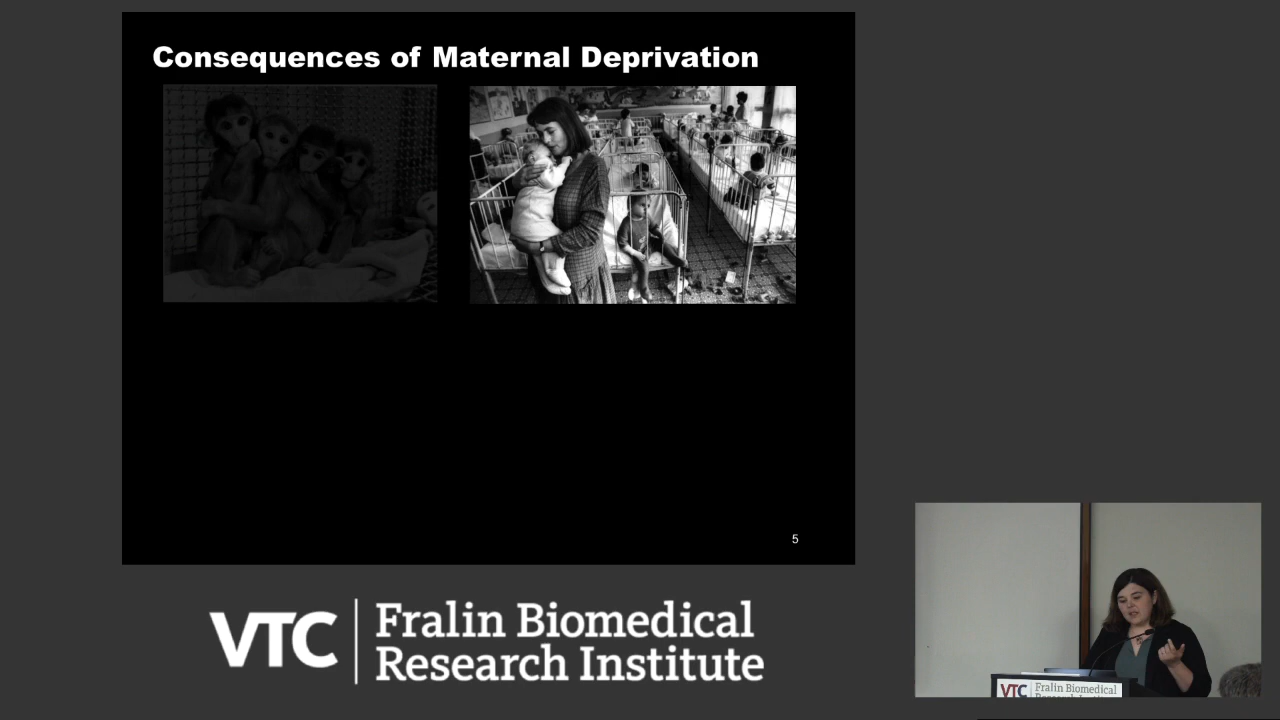 Consequences of Maternal Deprivation
5
VTC
Fralin Biomedical
Research Institute
VTC
Fralin Biomedical